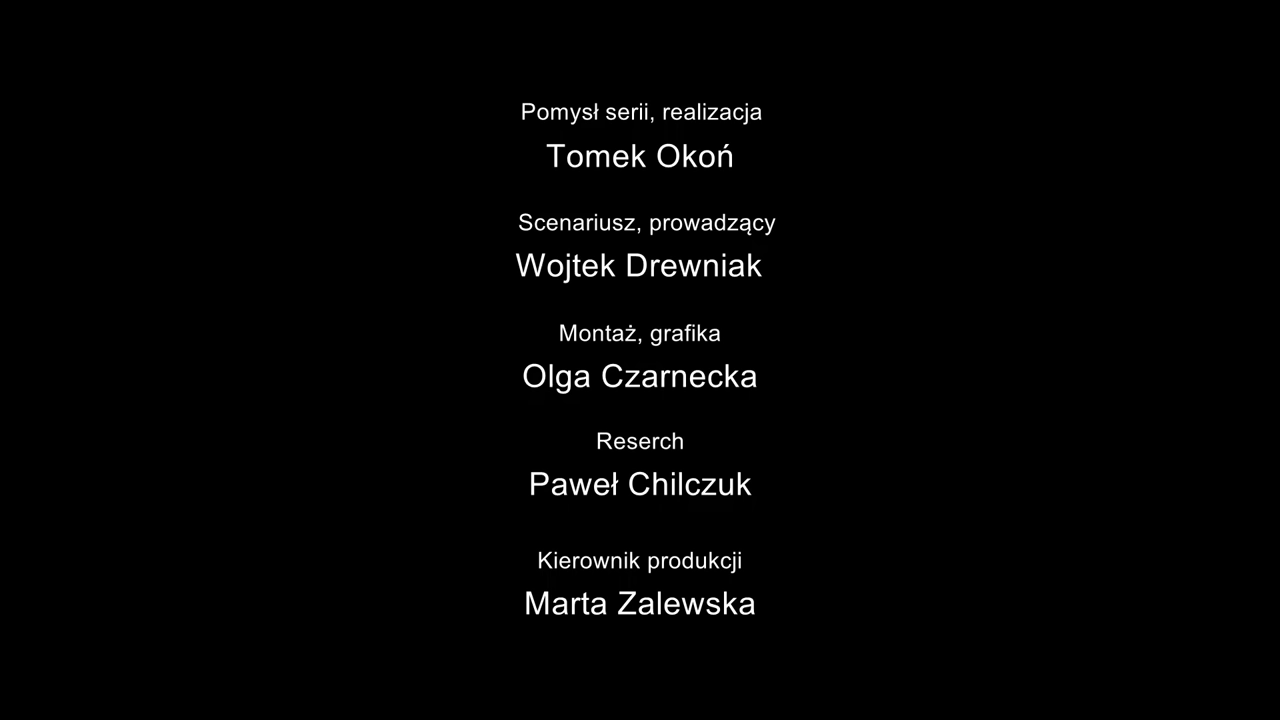 Pomysł serii, realizacja
Tomek Okoń
Scenariusz, prowadzący
Wojtek Drewniak
Montaż, grafika
Olga Czarnecka
Reserch
Paweł Chilczuk
Kierownik produkcji
Marta Zalewska